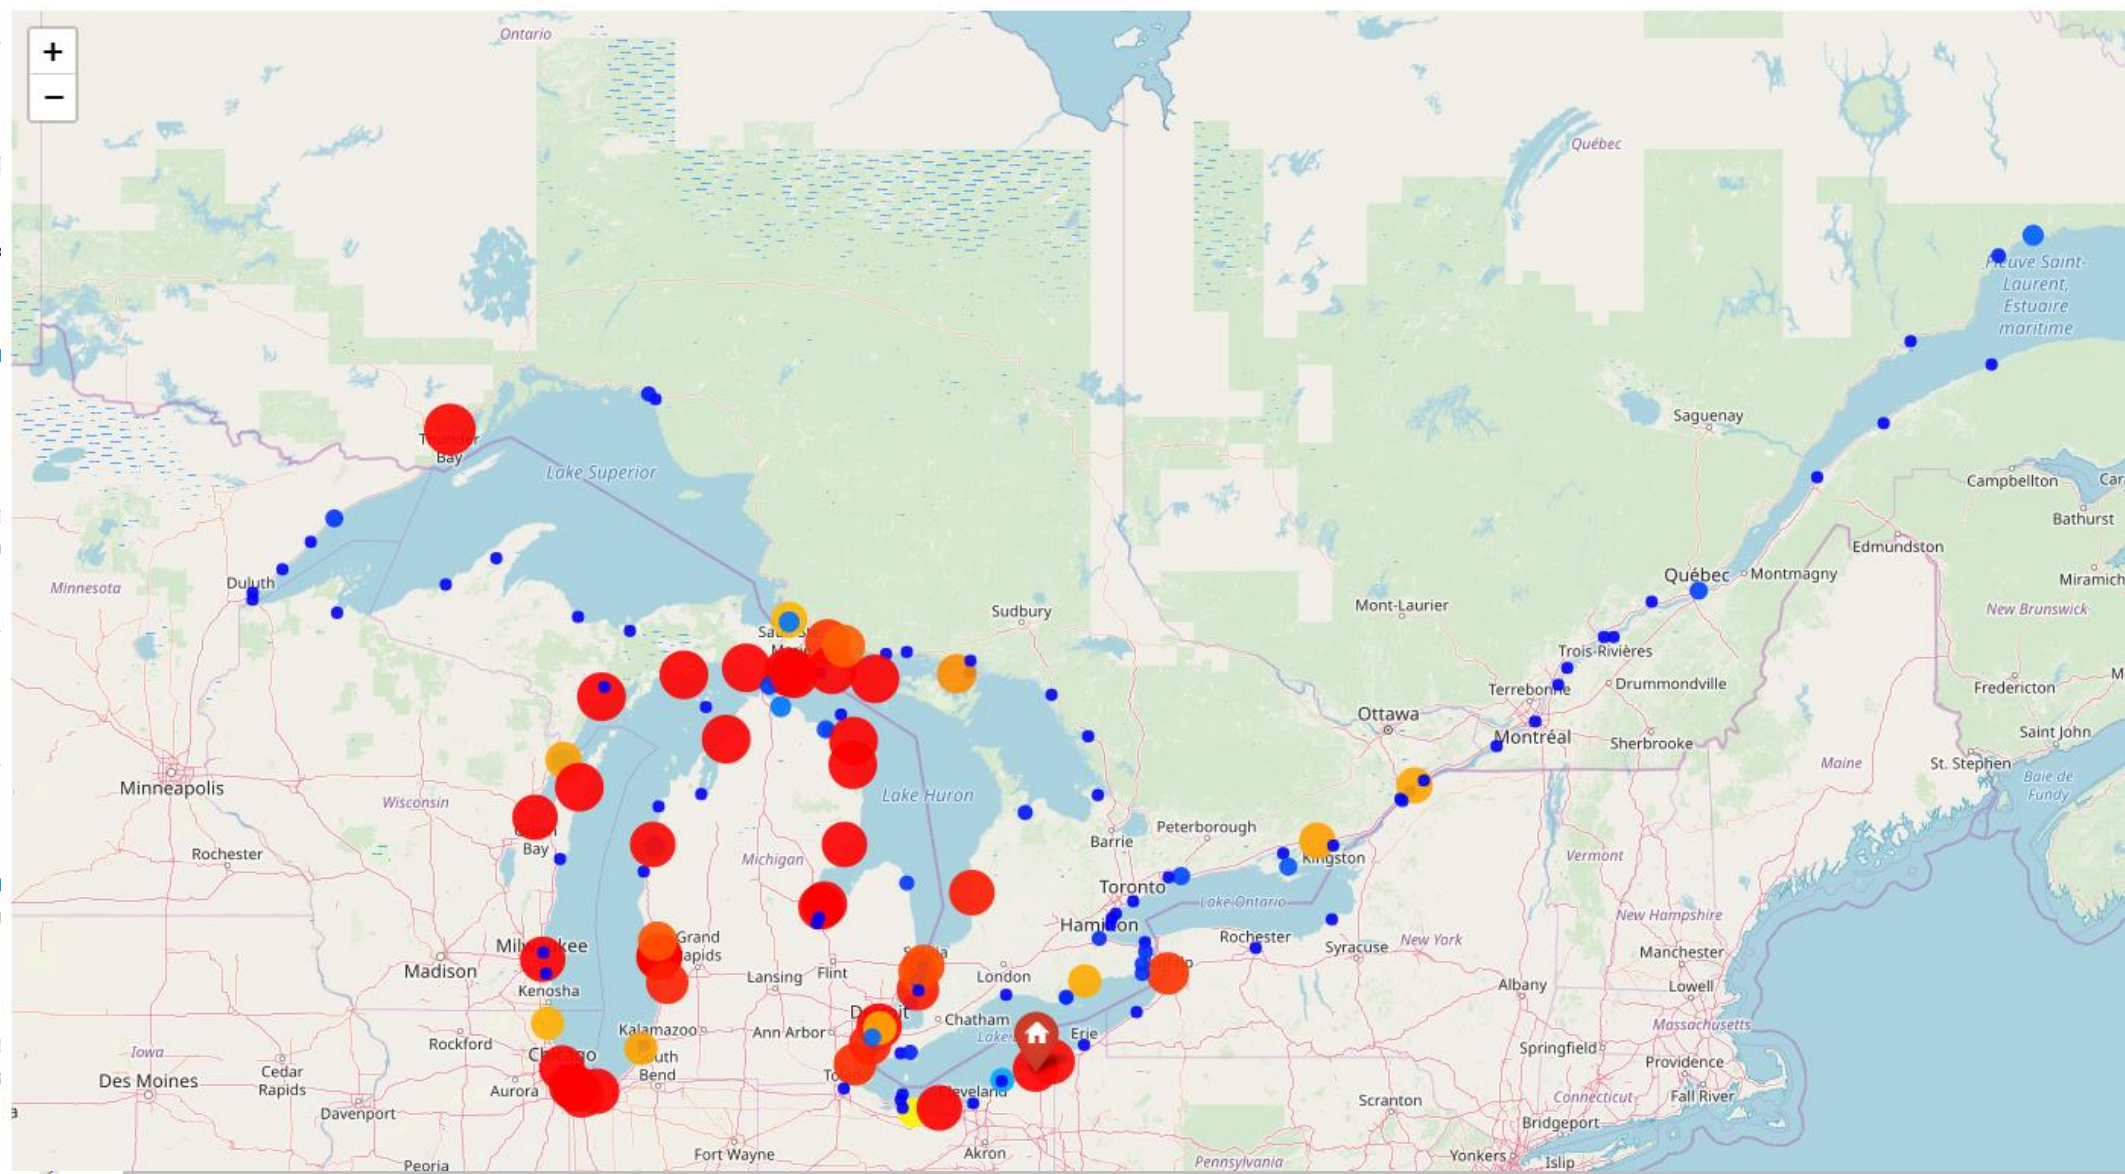 +
−
Ontario
Québec
Fleuve Saint-
Laurent,
Estuaire
maritime
Saguenay
Thunder
Bay
Lake Superior
Campbellton
Bathurst
Edmundston
Duluth
Minnesota
Québec
Montmagny
Sudbury
Mont-Laurier
New Brunswick
Trois-Rivières
Terrebonne
Drummondville
Fredericton
Ottawa
Montréal
Sherbrooke
Saint John
Maine
St. Stephen
Baie de
Fundy
Minneapolis
Wisconsin
Lake Huron
Bay
Rochester
Michigan
Barrie
Peterborough
Kingston
Vermont
Toronto
Lake Ontario
Hamilton
New Hampshire
Rochester
Syracuse
New York
Manchester
Madison
Grand
Lansing
Flint
London
Albany
Lowell
Kenosha
Kalamazoo
Ann Arbor
Chatham
Erie
Massachusetts
Rockford
Chicago
Springfield
Providence
Iowa
Cedar
Rapids
Bend
Des Moines
Aurora
Cleveland
Connecticut
Fall River
Davenport
Scranton
Bridgeport
Peoria
Fort Wayne
Akron
Pennsylvania
Yonkers
Islip